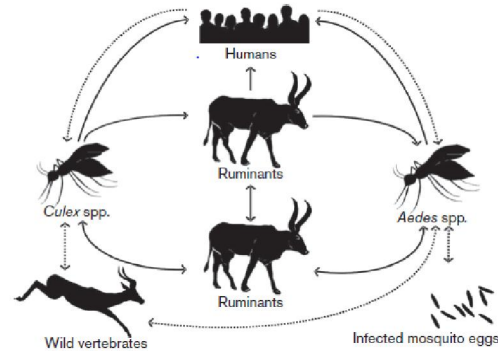 Humans
Ruminants
Culex spp.
Aedes spp.
Ruminants
Wild vertebrates
Infected mosquito eggs